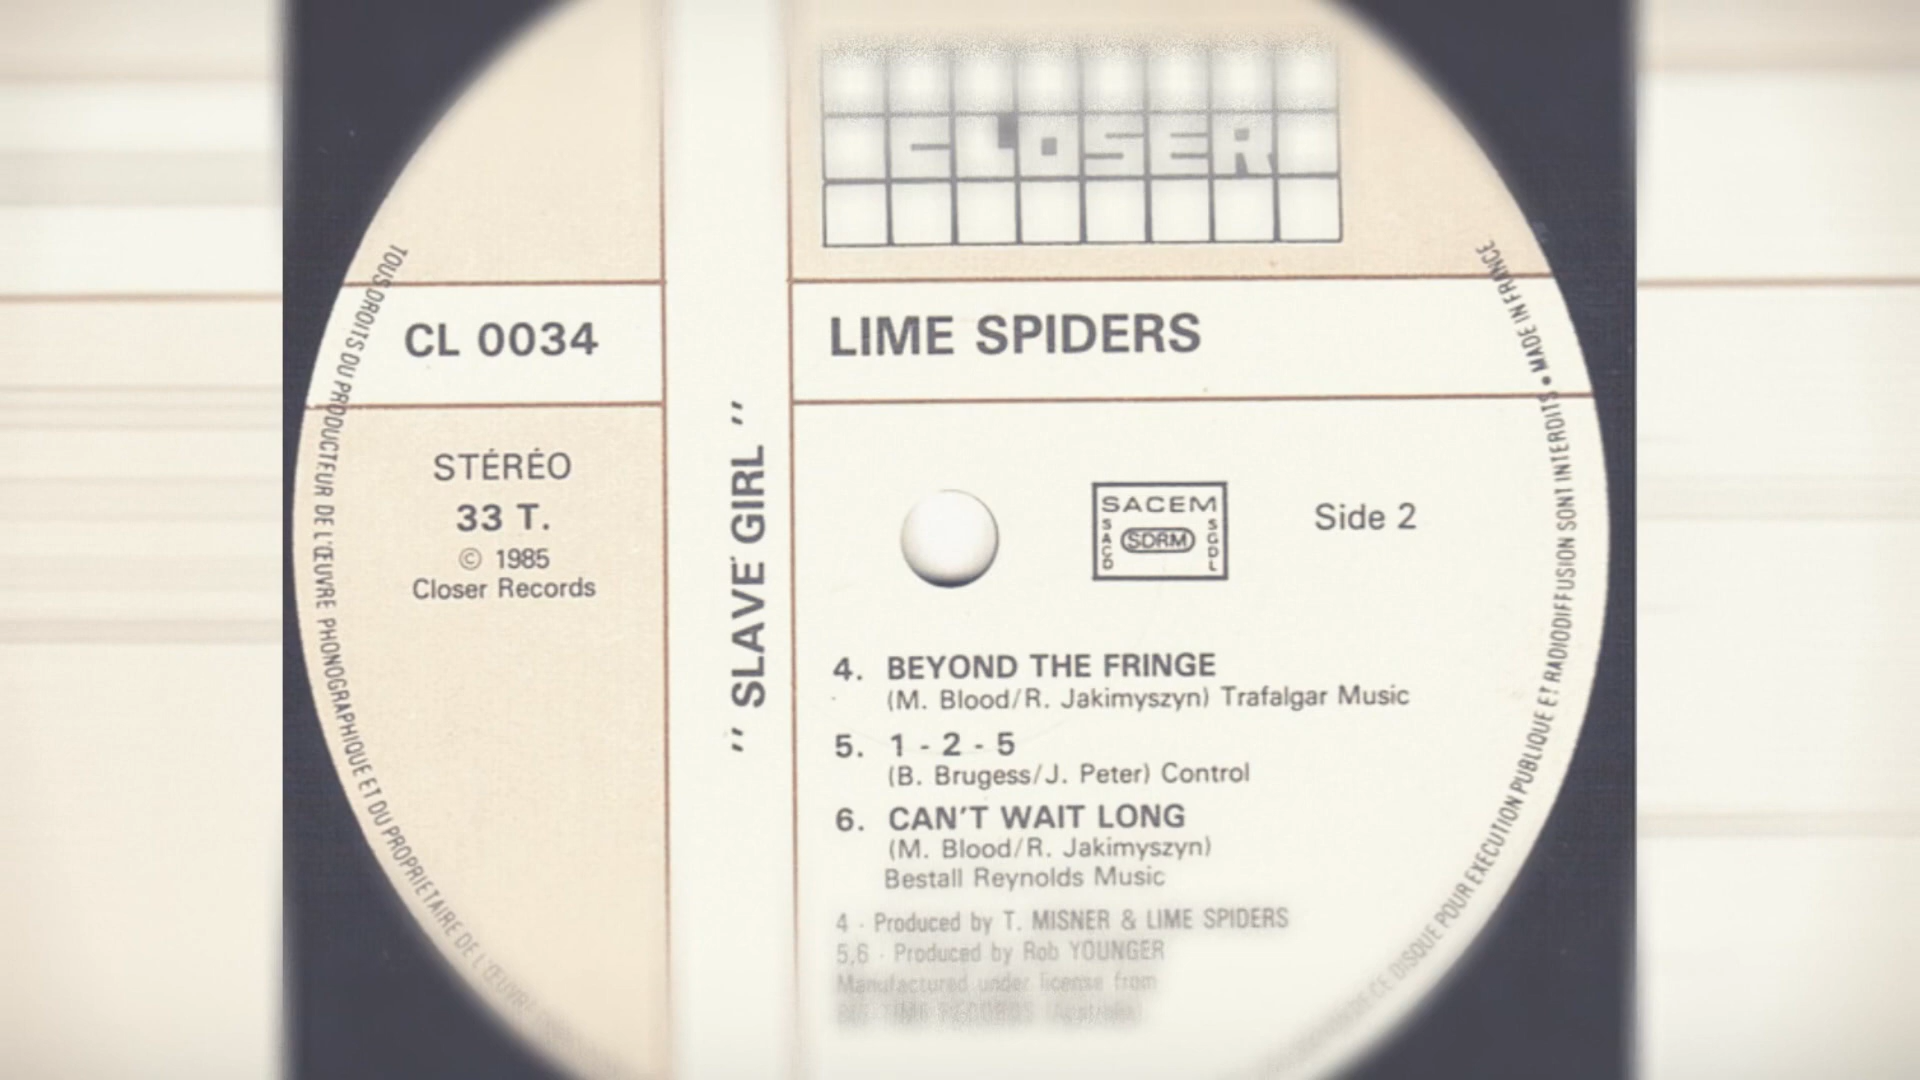 CLOSER
CL 0034
LIME SPIDERS
STÉRÉO
33 T.
© 1985
Closer Records
" SLAVE GIRL "
SACEM
SACD
SDRM
SGDL
Side 2
4. BEYOND THE FRINGE
(M. Blood/R. Jakimyszyn) Trafalgar Music
5. 1 - 2 - 5
(B. Brugess/J. Peter) Control
6. CAN'T WAIT LONG
(M. Blood/R. Jakimyszyn)
Bestall Reynolds Music
4 - Produced by T. MISNER & LIME SPIDERS
5,6 - Produced by Rob YOUNGER
Manufactured under license from
BIG TIME RECORDS (Australia)
TOUS DROITS DU PRODUCTEUR DE L'ŒUVRE PHONOGRAPHIQUE ET DU PROPRIETAIRE DE L'ŒUVRE
CE DISQUE POUR EXECUTION PUBLIQUE ET RADIODIFFUSION SONT INTERDITS • MADE IN FRANCE